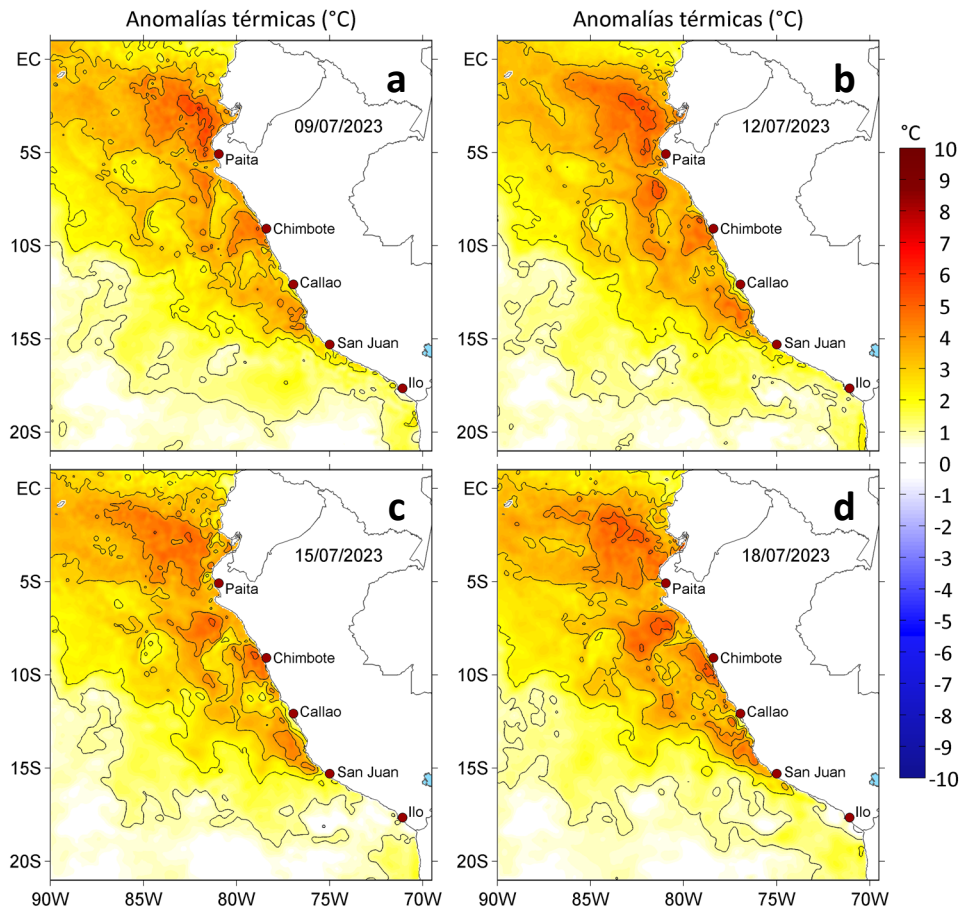 Anomalías térmicas (°C)
Anomalías térmicas (°C)
EC
5S
10S
15S
20S
a
09/07/2023
Paita
Chimbote
Callao
San Juan
Ilo
EC
5S
10S
15S
20S
b
12/07/2023
Paita
Chimbote
Callao
San Juan
Ilo
°C
10
9
8
7
6
5
4
3
2
1
0
-1
-2
-3
-4
-5
-6
-7
-8
-9
-10
EC
5S
10S
15S
20S
c
15/07/2023
Paita
Chimbote
Callao
San Juan
Ilo
90W
85W
80W
75W
70W
EC
5S
10S
15S
20S
d
18/07/2023
Paita
Chimbote
Callao
San Juan
Ilo
90W
85W
80W
75W
70W